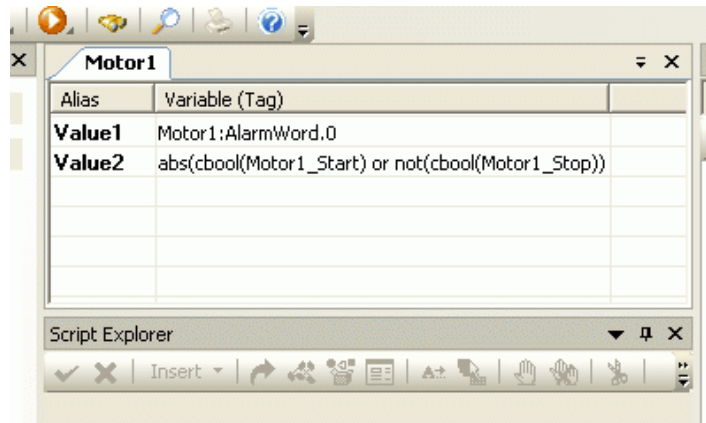 Motor1
Alias Variable (Tag)
Value1 Motor1:AlarmWord.0
Value2 abs(cbool(Motor1_Start) or not(cbool(Motor1_Stop))
Script Explorer
Insert